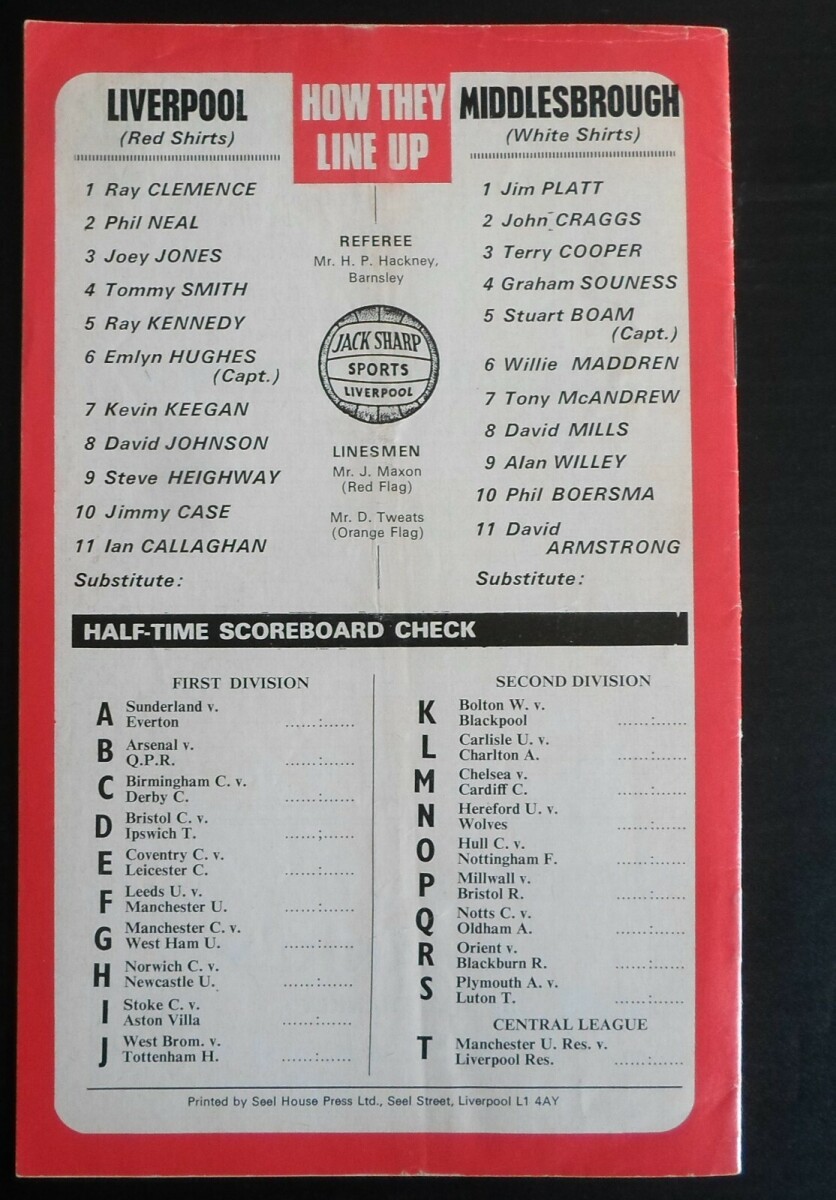 LIVERPOOL
(Red Shirts)
1 Ray CLEMENCE
2 Phil NEAL
3 Joey JONES
4 Tommy SMITH
5 Ray KENNEDY
6 Emlyn HUGHES
(Capt.)
7 Kevin KEEGAN
8 David JOHNSON
9 Steve HEIGHWAY
10 Jimmy CASE
11 Ian CALLAGHAN
Substitute:
HOW THEY
LINE UP
REFEREE
Mr. H. P. Hackney,
Barnsley
JACK SHARP
SPORTS
LIVERPOOL
LINESMEN
Mr. J. Maxon
(Red Flag)
Mr. D. Tweats
(Orange Flag)
MIDDLESBROUGH
(White Shirts)
1 Jim PLATT
2 John CRAGGS
3 Terry COOPER
4 Graham SOUNESS
5 Stuart BOAM
(Capt.)
6 Willie MADDREN
7 Tony McANDREW
8 David MILLS
9 Alan WILLEY
10 Phil BOERSMA
11 David
ARMSTRONG
Substitute:
HALF-TIME SCOREBOARD CHECK
FIRST DIVISION
A Sunderland v.
Everton ......:......
B Arsenal v.
Q.P.R. ......:......
C Birmingham C. v.
Derby C. ......:......
D Bristol C. v.
Ipswich T. ......;......
E Coventry C. v.
Leicester C. ......:......
F Leeds U. v.
Manchester U. ......:......
G Manchester C. v.
West Ham U. ......:......
H Norwich C. v.
Newcastle U. ......:......
I Stoke C. v.
Aston Villa ......:......
J West Brom. v.
Tottenham H. ......:......
SECOND DIVISION
K Bolton W. v.
Blackpool ......:......
L Carlisle U. v.
Charlton A. ......:......
M Chelsea v.
Cardiff C. ......:......
N Hereford U. v.
Wolves ......:......
O Hull C. v.
Nottingham F. ......:......
P Millwall v.
Bristol R. ......:......
Q Notts C. v.
Oldham A. ......:......
R Orient v.
Blackburn R. ......:......
S Plymouth A. v.
Luton T. ......:......
CENTRAL LEAGUE
T Manchester U. Res. v.
Liverpool Res. ......:......
Printed by Seel House Press Ltd., Seel Street, Liverpool L1 4AY